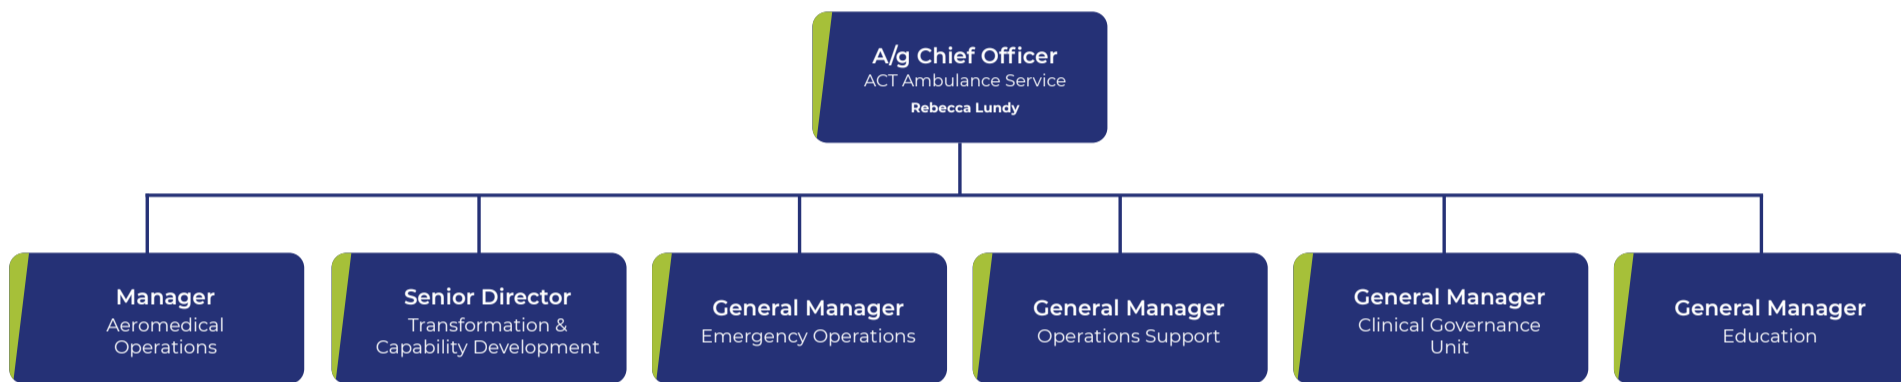 A/g Chief Officer
ACT Ambulance Service
Rebecca Lundy
Manager
Aeromedical
Operations
Senior Director
Transformation &
Capability Development
General Manager
Emergency Operations
General Manager
Operations Support
General Manager
Clinical Governance
Unit
General Manager
Education